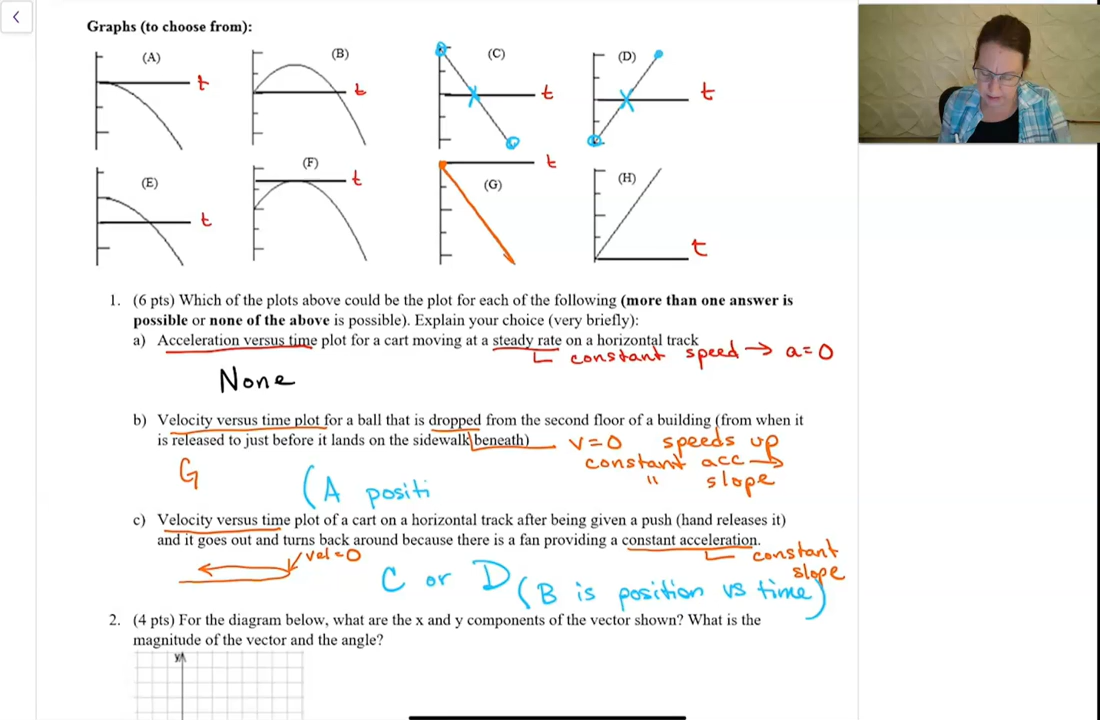 Graphs (to choose from):
(A)
(B)
(C)
(D)
t
t
t
t
(E)
(F)
(G)
(H)
t
t
t
t
1. (6 pts) Which of the plots above could be the plot for each of the following (more than one answer is
possible or none of the above is possible). Explain your choice (very briefly):
a) Acceleration versus time plot for a cart moving at a steady rate on a horizontal track
constant speed → a=0
None
b) Velocity versus time plot for a ball that is dropped from the second floor of a building (from when it
is released to just before it lands on the sidewalk beneath)
v=0 speeds up
constant acc →
" slope
G
(A positi
c) Velocity versus time plot of a cart on a horizontal track after being given a push (hand releases it)
and it goes out and turns back around because there is a fan providing a constant acceleration.
vel=0
constant
slope
C or D (B is position vs time)
2. (4 pts) For the diagram below, what are the x and y components of the vector shown? What is the
magnitude of the vector and the angle?
y